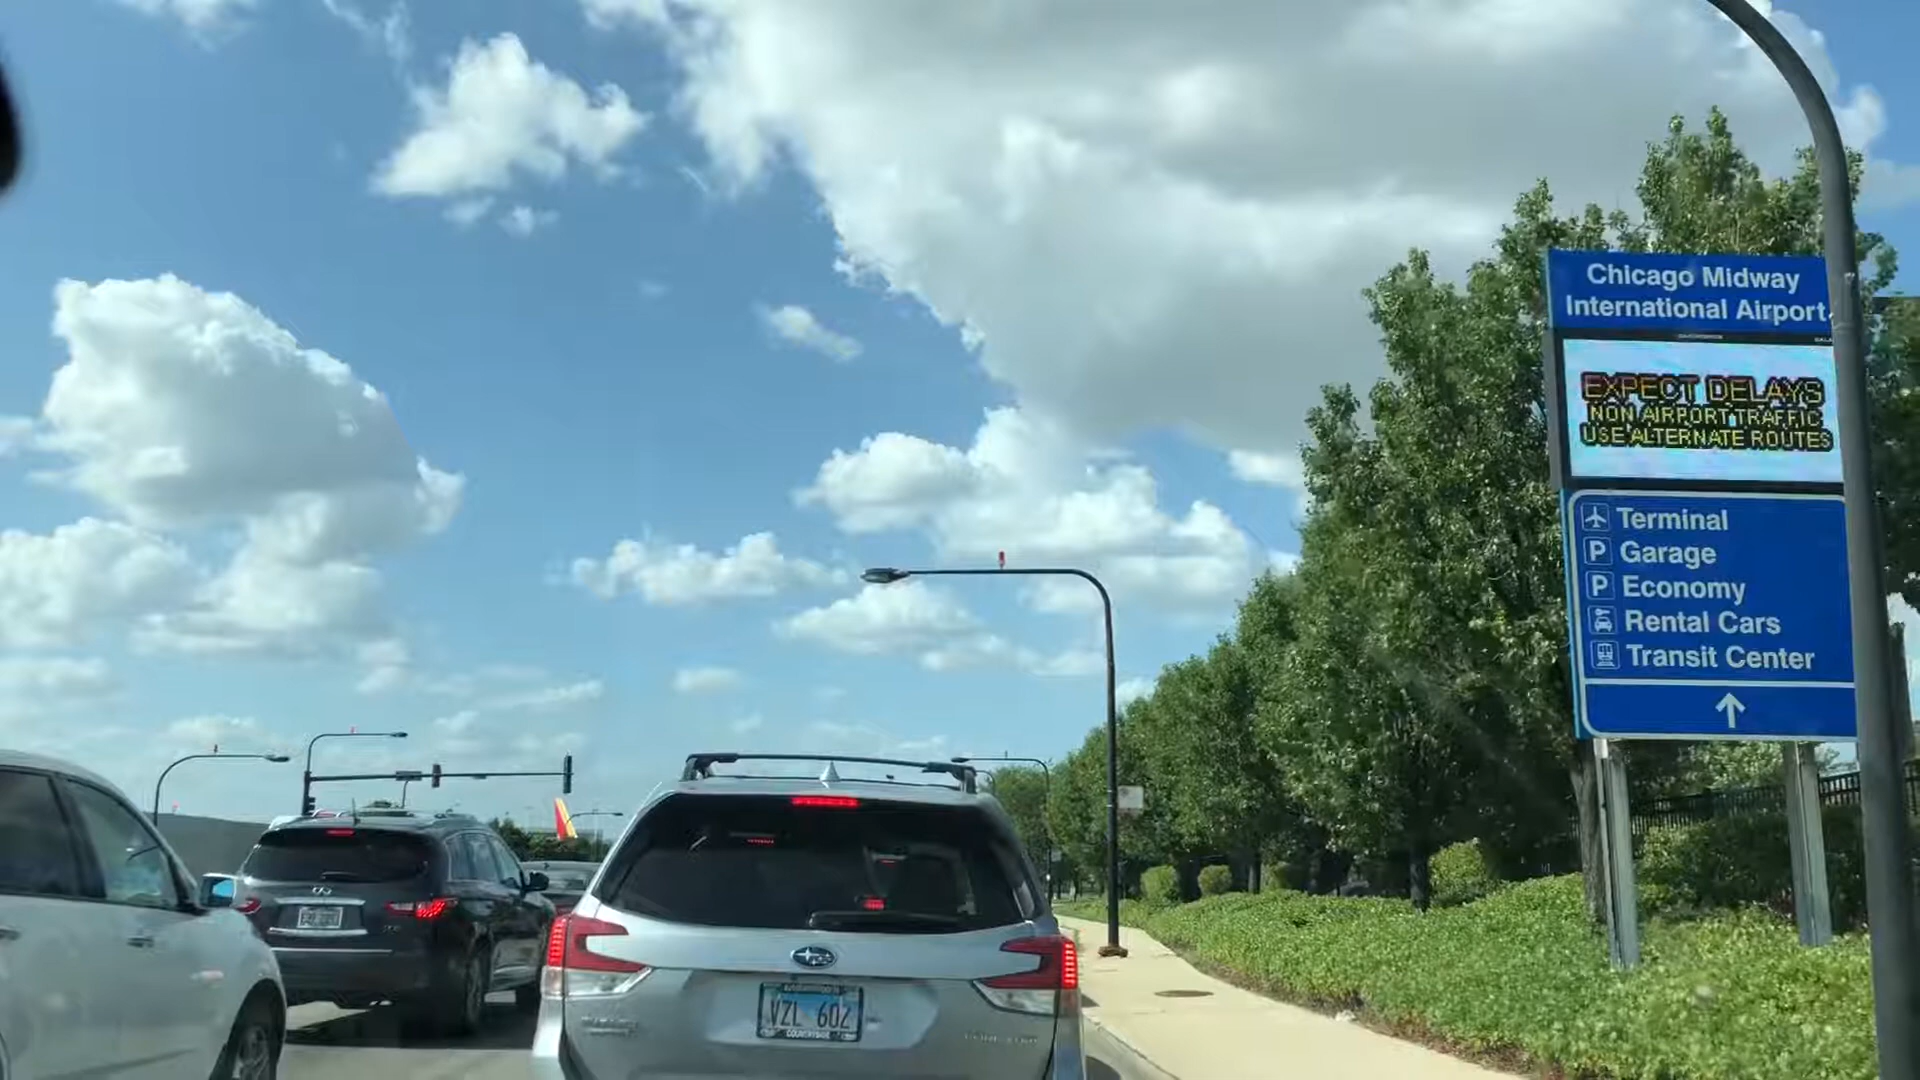 Chicago Midway
International Airport
EXPECT DELAYS
NON AIRPORT TRAFFIC
USE ALTERNATE ROUTES
P Terminal
P Garage
P Economy
Rental Cars
Transit Center
VZL 602